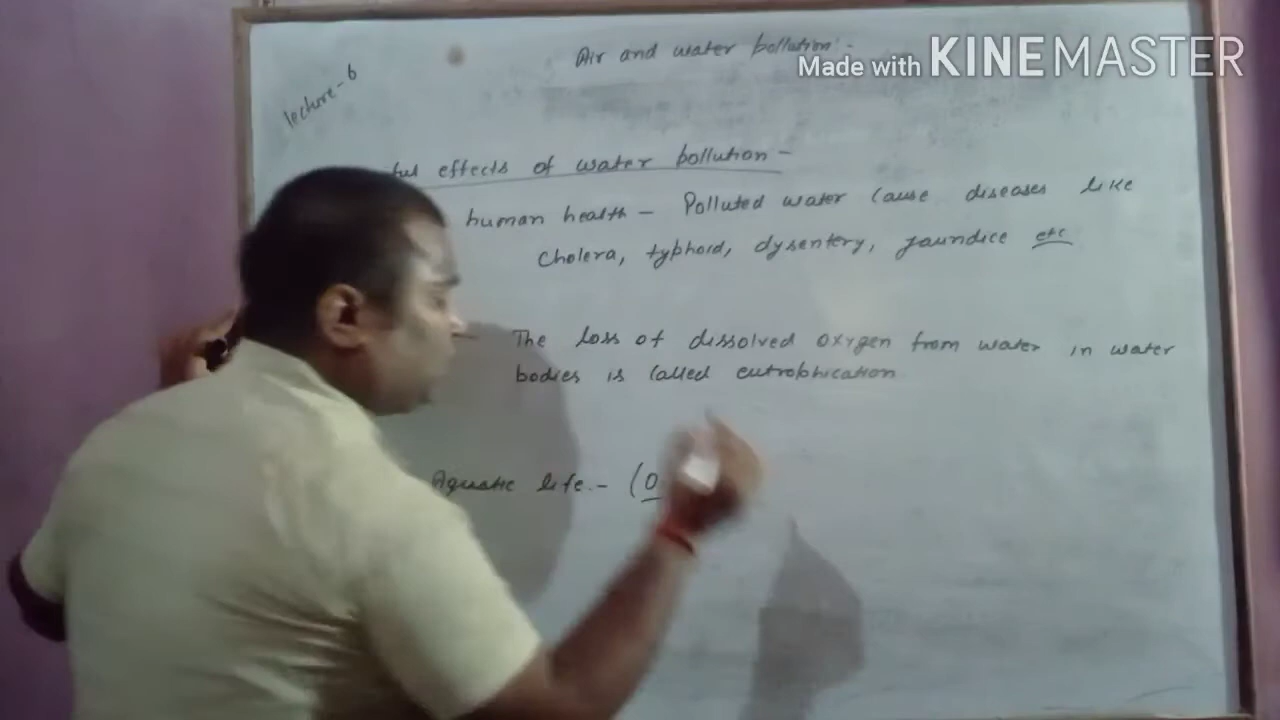 Air and water pollution :-
Made with KINEMASTER
lecture - 6
effects of water pollution -
human health - Polluted water cause diseases like
Cholera, typhoid, dysentery, jaundice etc
- The loss of dissolved oxygen from water in water
bodies is called eutrophication
Aquatic life. - (O